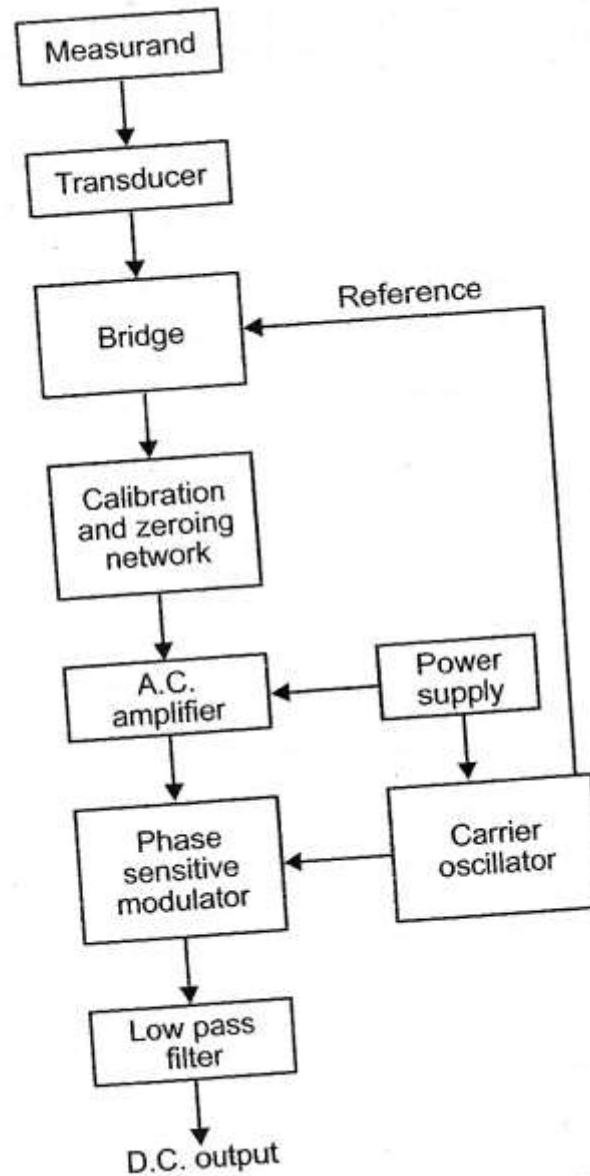 Measurand
Transducer
Reference
Bridge
Calibration
and zeroing
network
A.C.
amplifier
Power
supply
Phase
sensitive
modulator
Carrier
oscillator
Low pass
filter
D.C. output